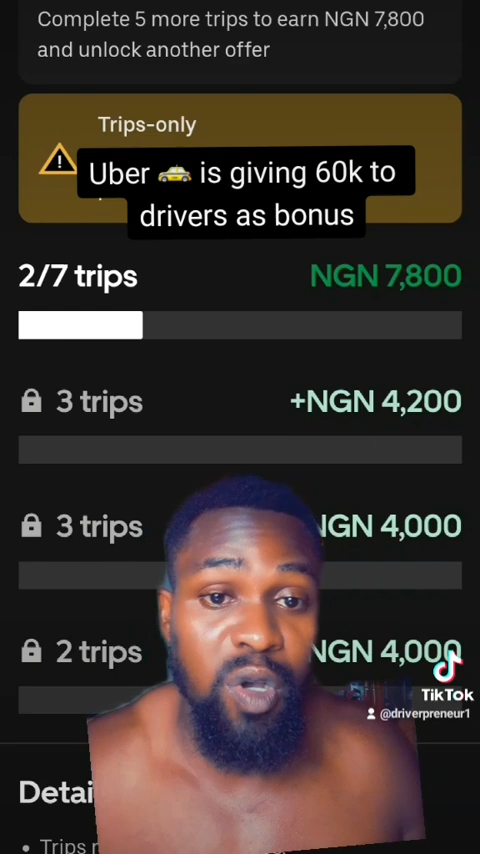 Complete 5 more trips to earn NGN 7,800
and unlock another offer
Trips-only
Uber 🚕 is giving 60k to
drivers as bonus
2/7 trips
NGN 7,800
3 trips
+NGN 4,200
3 trips
NGN 4,000
2 trips
NGN 4,000
TikTok
@driverpreneur1
Trips